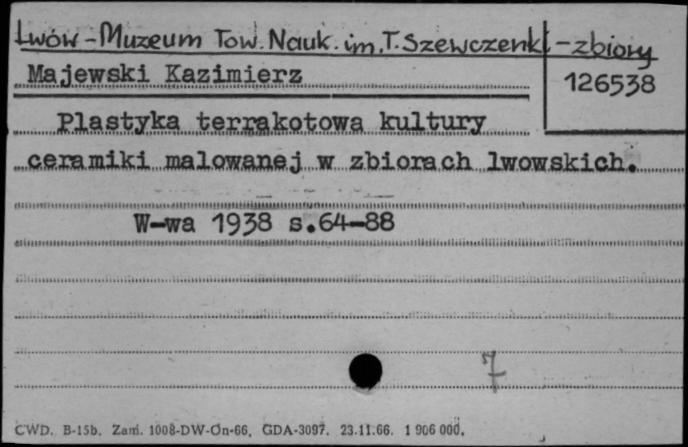 Lwów - Muzeum Tow. Nauk. im. T. Szewczenki - zbiory
Majewski Kazimierz
126538
Plastyka terrakotowa kultury
ceramiki malowanej w zbiorach lwowskich.
W-wa 1938 s.64-88
7
CWD. B-15b. Zam. 1008-DW-On-66. GDA-3097. 23.11.66. 1 906 000.